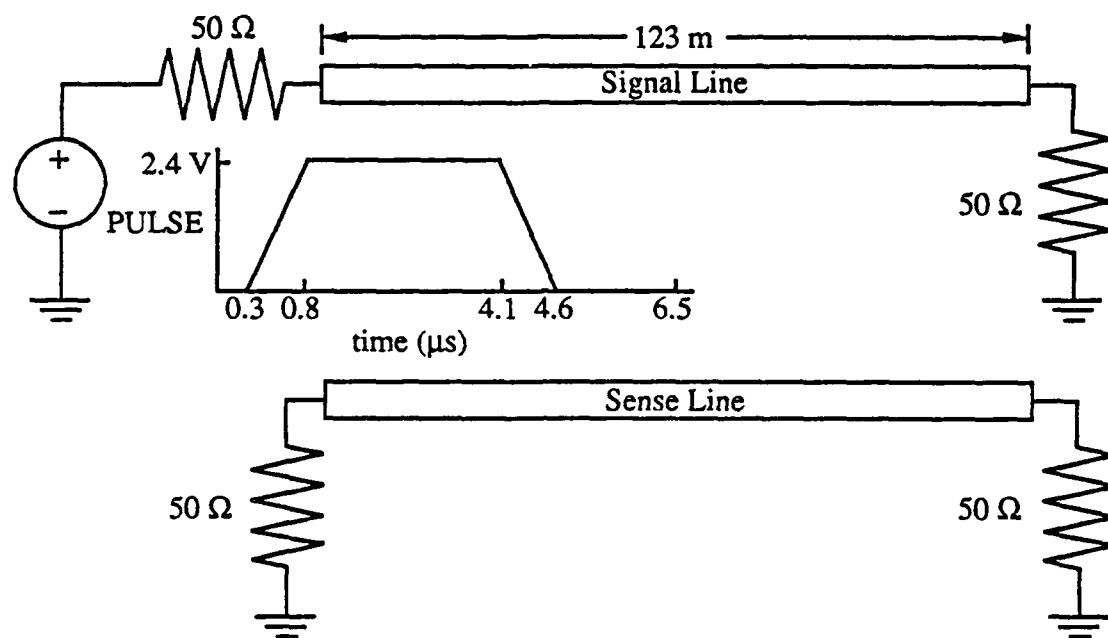 50 Ω
123 m
Signal Line
+
−
2.4 V
PULSE
50 Ω
0.3 0.8 4.1 4.6 6.5
time (μs)
Sense Line
50 Ω
50 Ω